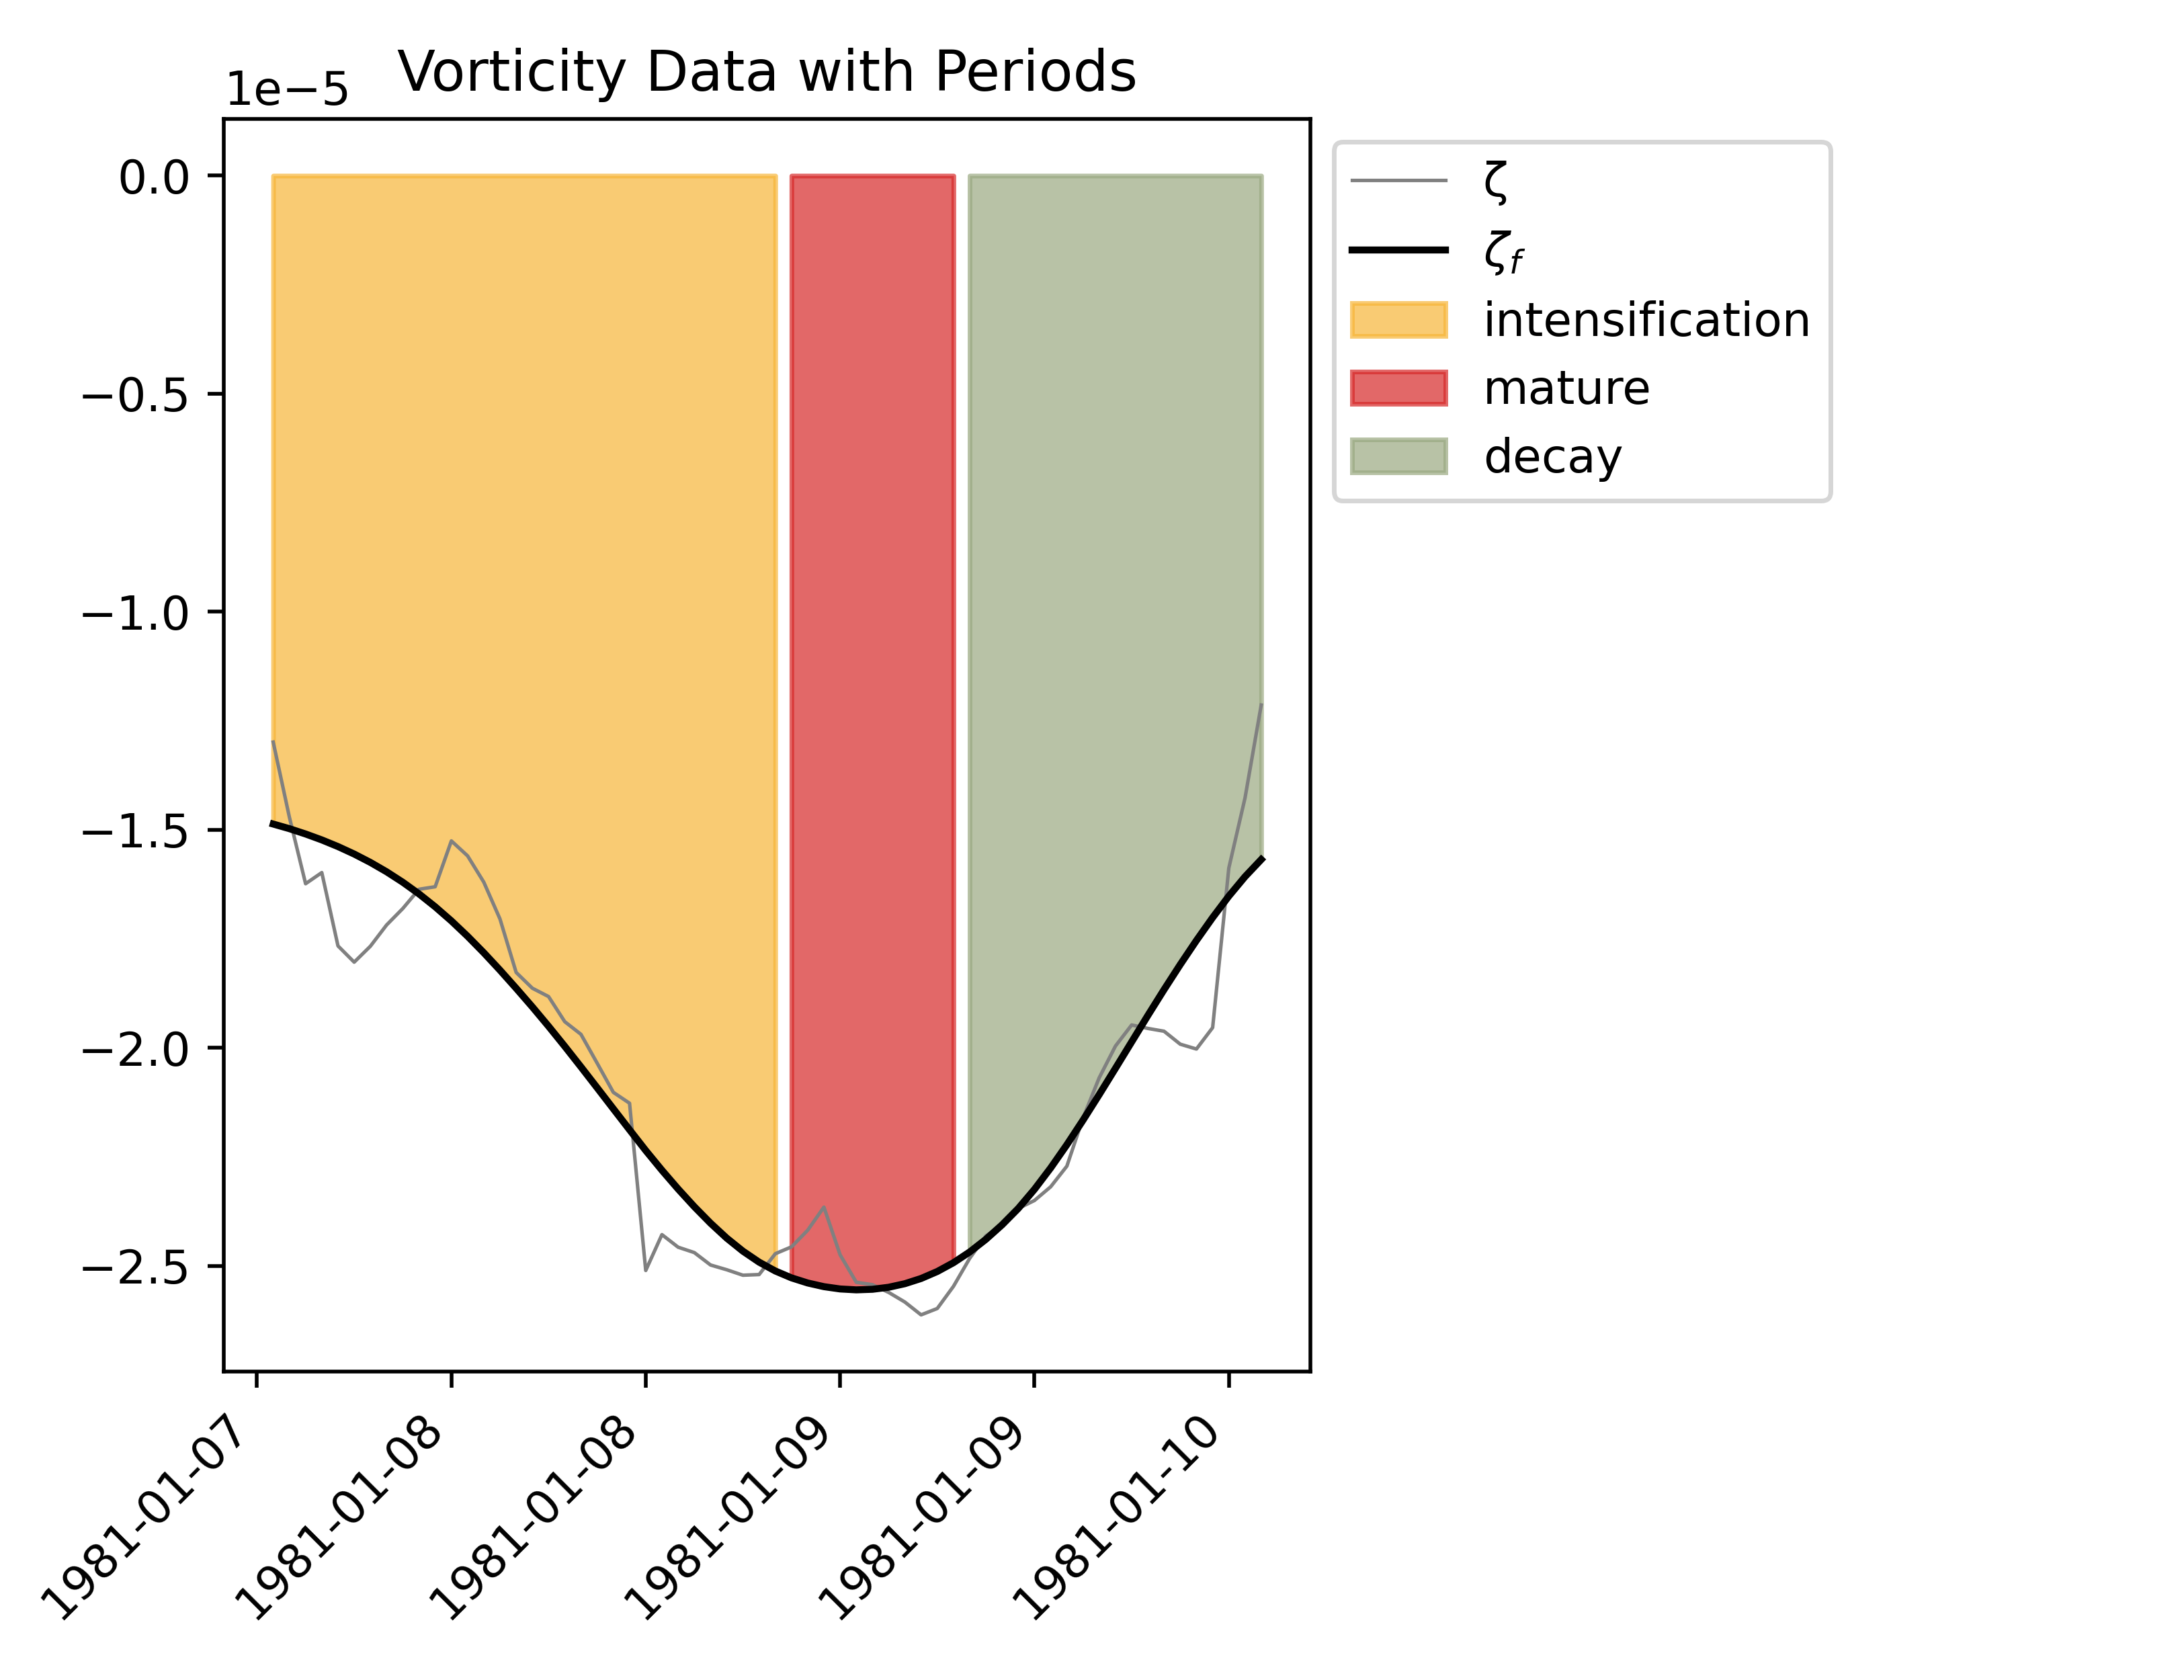 Vorticity Data with Periods
1e−5
0.0
−0.5
−1.0
−1.5
−2.0
−2.5
1981-01-07
1981-01-08
1981-01-08
1981-01-09
1981-01-09
1981-01-10
ζ
ζf
intensification
mature
decay